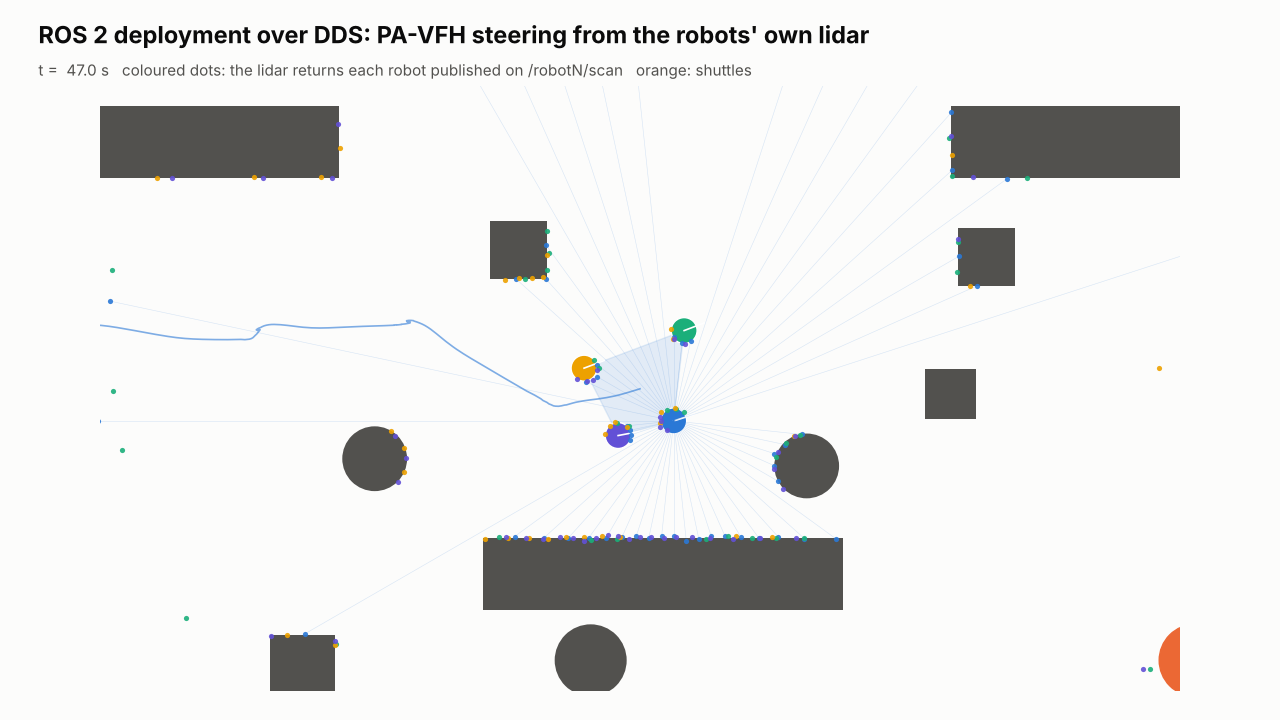 ROS 2 deployment over DDS: PA-VFH steering from the robots' own lidar
t =  47.0 s   coloured dots: the lidar returns each robot published on /robotN/scan   orange: shuttles